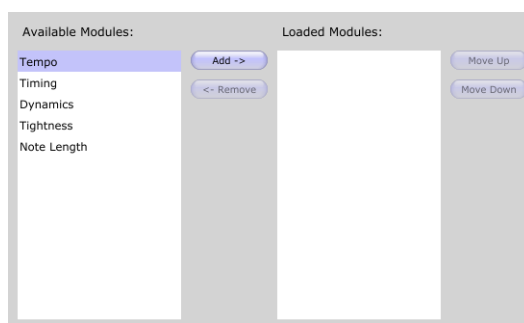 Available Modules:
Loaded Modules:
Tempo
Timing
Dynamics
Tightness
Note Length
Add ->
<- Remove
Move Up
Move Down